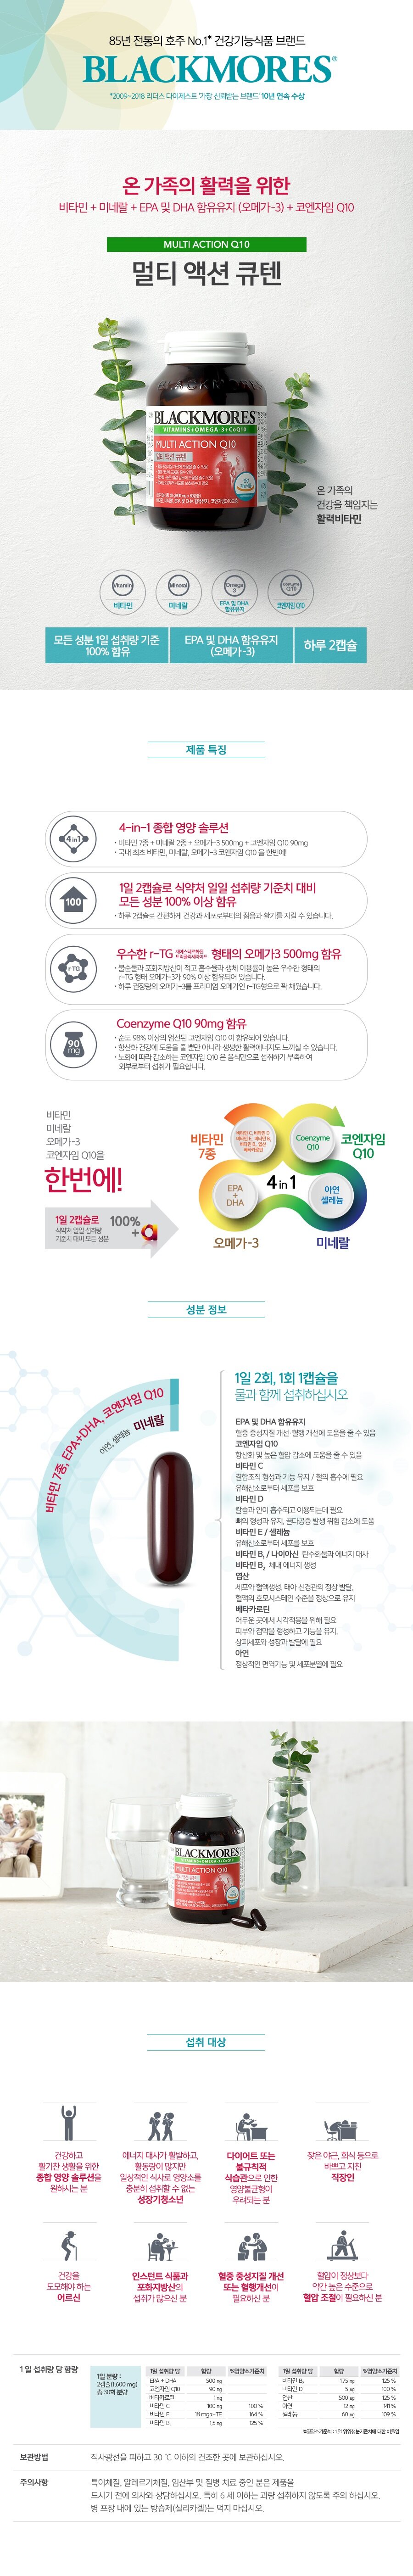 85년 전통의 호주 No.1* 건강기능식품 브랜드
BLACKMORES®
*2009~2018 리더스 다이제스트 '가장 신뢰받는 브랜드' 10년 연속 수상
온 가족의 활력을 위한
비타민 + 미네랄 + EPA 및 DHA 함유유지 (오메가-3) + 코엔자임 Q10
MULTI ACTION Q10
멀티 액션 큐텐
BLACKMORES
VITAMINS+OMEGA-3+CoQ10
MULTI ACTION Q10
멀티 액션 큐텐
온 가족의
건강을 책임지는
활력비타민
Vitamin
비타민
Mineral
미네랄
Omega 3
EPA 및 DHA
함유유지
Coenzyme Q10
코엔자임 Q10
모든 성분 1일 섭취량 기준
100% 함유
EPA 및 DHA 함유유지
(오메가-3)
하루 2캡슐
제품 특징
4in1
4-in-1 종합 영양 솔루션
• 비타민 7종 + 미네랄 2종 + 오메가-3 500mg + 코엔자임 Q10 90mg
• 국내 최초 비타민, 미네랄, 오메가-3 코엔자임 Q10 을 한번에!
100
1일 2캡슐로 식약처 일일 섭취량 기준치 대비
모든 성분 100% 이상 함유
• 하루 2캡슐로 간편하게 건강과 세포로부터의 젊음과 활기를 지킬 수 있습니다.
r-TG
우수한 r-TG 형태의 오메가3 500mg 함유
• 불순물과 포화지방산이 적고 흡수율과 생체 이용률이 높은 우수한 형태의
r-TG 형태 오메가-3가 90% 이상 함유되어 있습니다.
• 하루 권장량의 오메가-3를 프리미엄 오메가인 r-TG형으로 꽉 채웠습니다.
90
mg
Coenzyme Q10 90mg 함유
• 순도 98% 이상의 엄선된 코엔자임 Q10 이 함유되어 있습니다.
• 항산화 건강에 도움을 줄 뿐만 아니라 생생한 활력에너지도 느끼실 수 있습니다.
• 노화에 따라 감소하는 코엔자임 Q10 은 음식만으로 섭취하기 부족하여
외부로부터 섭취가 필요합니다.
비타민
미네랄
오메가-3
코엔자임 Q10을
한번에!
1일 2캡슐로
식약처 일일 섭취량
기준치 대비 모든 성분
100%
+
비타민
7종
비타민 C, 비타민 D
비타민 E, 비타민 B₁
비타민 B₂, 엽산
베타카로틴
Coenzyme
Q10
코엔자임
Q10
4 in 1
EPA
+
DHA
오메가-3
아연
셀레늄
미네랄
성분 정보
비타민 7종, EPA+DHA, 코엔자임 Q10
아연, 셀레늄 미네랄
1일 2회, 1회 1캡슐을
물과 함께 섭취하십시오
EPA 및 DHA 함유유지
혈중 중성지질 개선·혈행 개선에 도움을 줄 수 있음
코엔자임 Q10
항산화 및 높은 혈압 감소에 도움을 줄 수 있음
비타민 C
결합조직 형성과 기능 유지 / 철의 흡수에 필요
유해산소로부터 세포를 보호
비타민 D
칼슘과 인이 흡수되고 이용되는데 필요
뼈의 형성과 유지, 골다공증 발생 위험 감소에 도움
비타민 E / 셀레늄
유해산소로부터 세포를 보호
비타민 B₁ / 나이아신 탄수화물과 에너지 대사
비타민 B₂ 체내 에너지 생성
엽산
세포와 혈액생성, 태아 신경관의 정상 발달,
혈액의 호모시스테인 수준을 정상으로 유지
베타카로틴
어두운 곳에서 시각적응을 위해 필요
피부와 점막을 형성하고 기능을 유지,
상피세포와 성장과 발달에 필요
아연
정상적인 면역기능 및 세포분열에 필요
BLACKMORES
VITAMINS+OMEGA-3+CoQ10
MULTI ACTION Q10
섭취 대상
건강하고
활기찬 생활을 위한
종합 영양 솔루션을
원하시는 분
에너지 대사가 활발하고,
활동량이 많지만
일상적인 식사로 영양소를
충분히 섭취할 수 없는
성장기청소년
다이어트 또는
불규칙적
식습관으로 인한
영양불균형이
우려되는 분
잦은 야근, 회식 등으로
바쁘고 지친
직장인
건강을
도모해야 하는
어르신
인스턴트 식품과
포화지방산의
섭취가 많으신 분
혈중 중성지질 개선
또는 혈행개선이
필요하신 분
혈압이 정상보다
약간 높은 수준으로
혈압 조절이 필요하신 분
1일 섭취량 당 함량
1일 분량 :
2캡슐(1,600 mg)
총 30회 분량
1일 섭취량 당 함량 %영양소기준치
EPA + DHA 500 mg
코엔자임 Q10 90 mg
베타카로틴 1 mg
비타민 C 100 mg 100 %
비타민 E 18 mgα-TE 164 %
비타민 B₁ 1.5 mg 125 %
1일 섭취량 당 함량 %영양소기준치
비타민 B₂ 1.75 mg 125 %
비타민 D 5 μg 100 %
엽산 500 μg 125 %
아연 12 mg 141 %
셀레늄 60 μg 109 %
%영양소기준치 : 1일 영양성분기준치에 대한 비율임
보관방법
직사광선을 피하고 30 ℃ 이하의 건조한 곳에 보관하십시오.
주의사항
특이체질, 알레르기체질, 임산부 및 질병 치료 중인 분은 제품을
드시기 전에 의사와 상담하십시오. 특히 6 세 이하는 과량 섭취하지 않도록 주의 하십시오.
병 포장 내에 있는 방습제(실리카겔)는 먹지 마십시오.